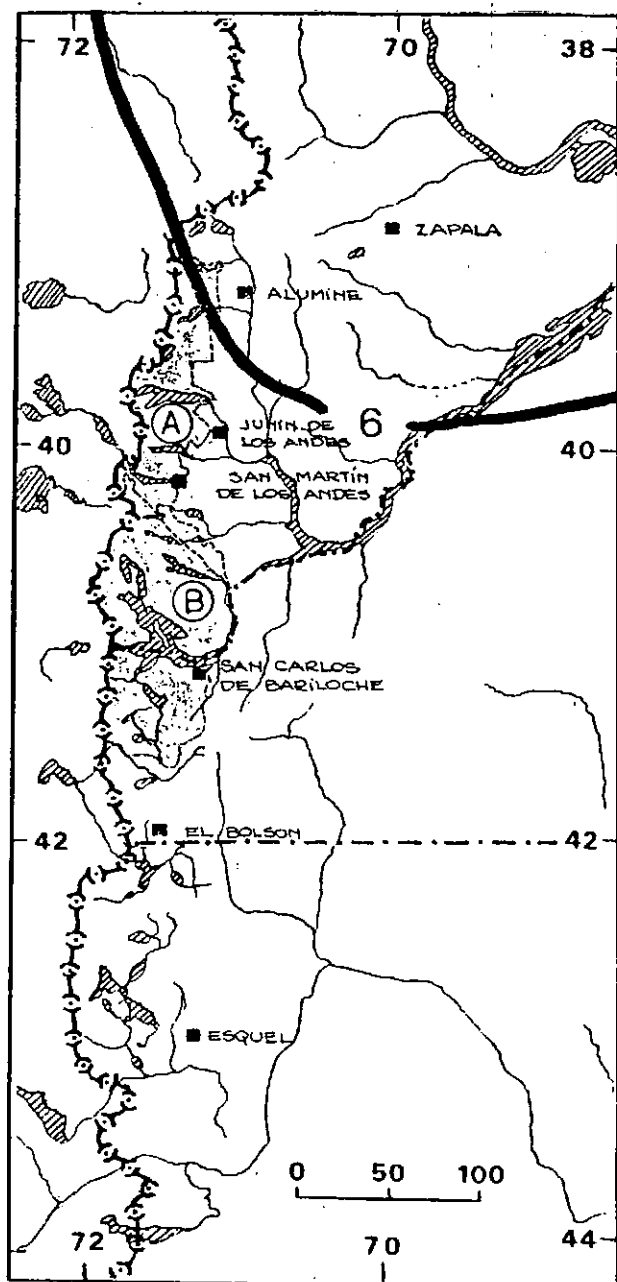 72
70
38
ZAPALA
ALUMINE
A
JUNIN DE
LOS ANDES
6
40
40
SAN MARTÍN
DE LOS ANDES
B
SAN CARLOS
DE BARILOCHE
EL BOLSON
42
42
ESQUEL
0 50 100
72
70
44